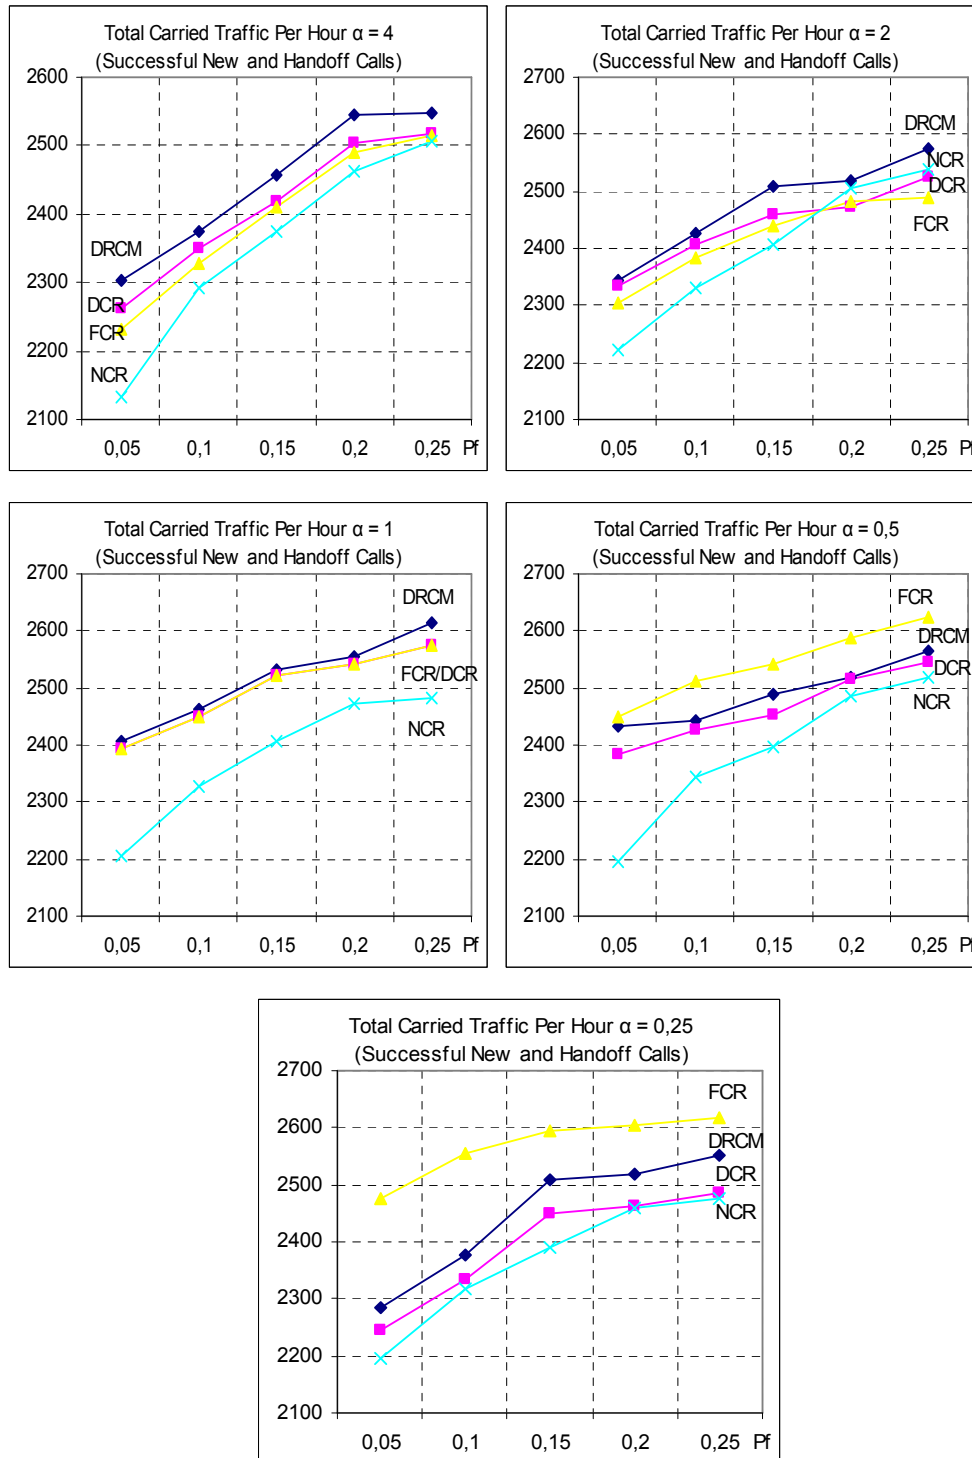 Total Carried Traffic Per Hour α = 4
(Successful New and Handoff Calls)
2600
2500
2400
2300
2200
2100
DRCM
DCR
FCR
NCR
0,05 0,1 0,15 0,2 0,25 Pf
Total Carried Traffic Per Hour α = 2
(Successful New and Handoff Calls)
2700
2600
2500
2400
2300
2200
2100
DRCM
NCR
DCR
FCR
0,05 0,1 0,15 0,2 0,25 Pf
Total Carried Traffic Per Hour α = 1
(Successful New and Handoff Calls)
2700
2600
2500
2400
2300
2200
2100
DRCM
FCR/DCR
NCR
0,05 0,1 0,15 0,2 0,25 Pf
Total Carried Traffic Per Hour α = 0,5
(Successful New and Handoff Calls)
2700
2600
2500
2400
2300
2200
2100
FCR
DRCM
DCR
NCR
0,05 0,1 0,15 0,2 0,25 Pf
Total Carried Traffic Per Hour α = 0,25
(Successful New and Handoff Calls)
2700
2600
2500
2400
2300
2200
2100
FCR
DRCM
DCR
NCR
0,05 0,1 0,15 0,2 0,25 Pf